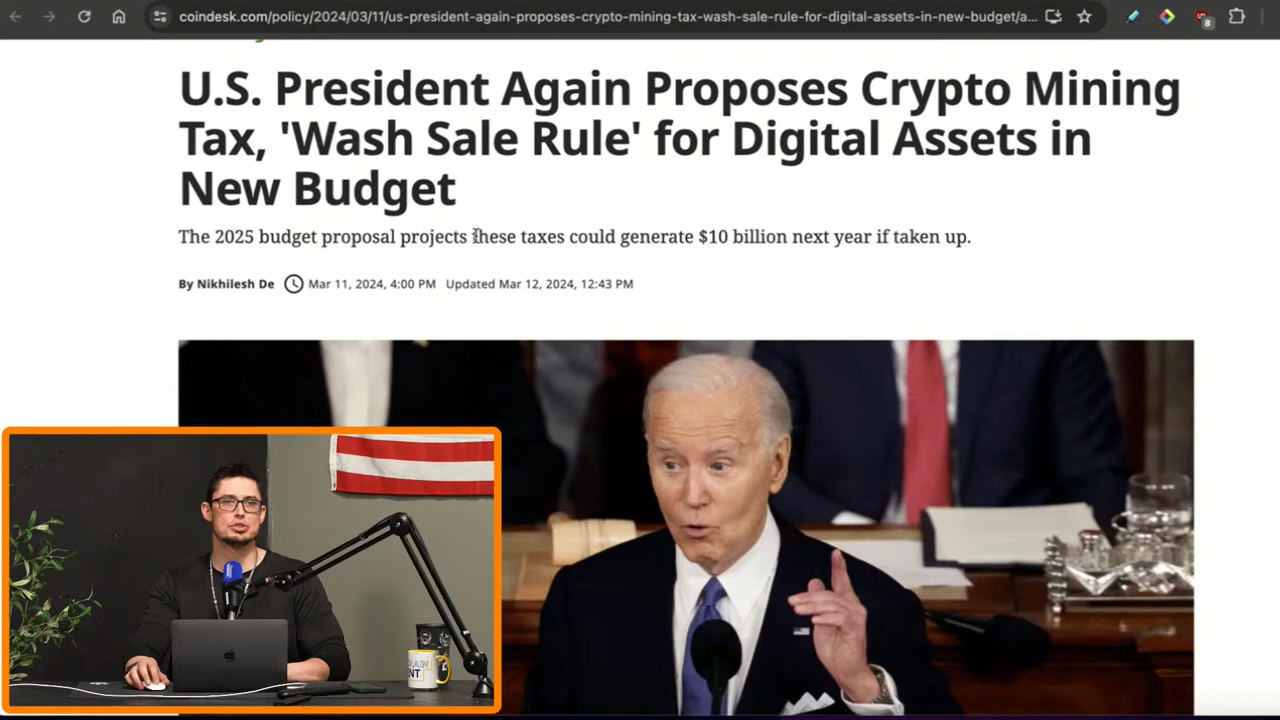 coindesk.com/policy/2024/03/11/us-president-again-proposes-crypto-mining-tax-wash-sale-rule-for-digital-assets-in-new-budget/a...
8
U.S. President Again Proposes Crypto Mining
Tax, 'Wash Sale Rule' for Digital Assets in
New Budget
The 2025 budget proposal projects these taxes could generate $10 billion next year if taken up.
By Nikhilesh De Mar 11, 2024, 4:00 PM Updated Mar 12, 2024, 12:43 PM